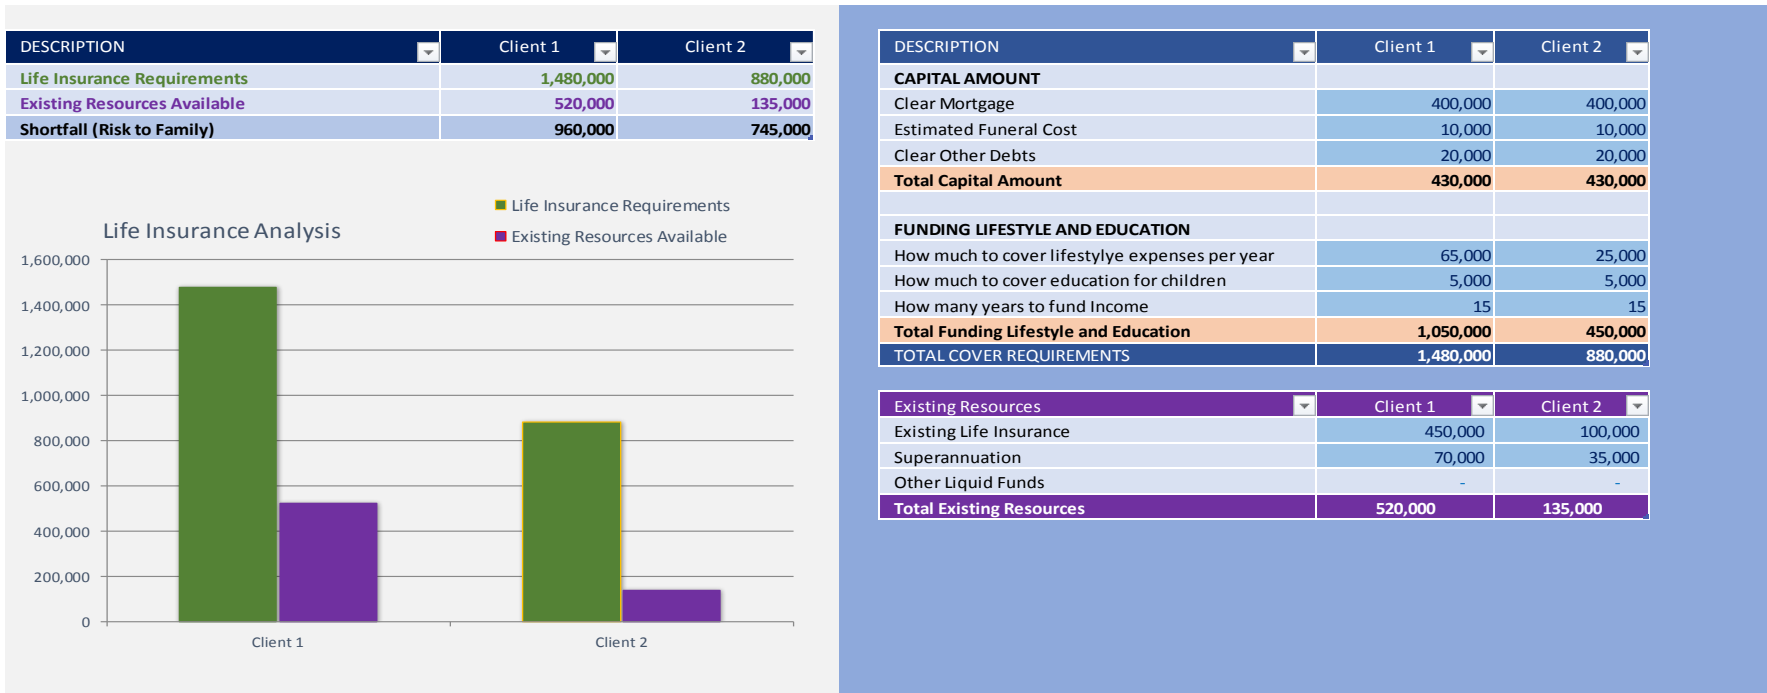 DESCRIPTION Client 1 Client 2
Life Insurance Requirements 1,480,000 880,000
Existing Resources Available 520,000 135,000
Shortfall (Risk to Family) 960,000 745,000
Life Insurance Requirements
Life Insurance Analysis
Existing Resources Available
1,600,000
1,400,000
1,200,000
1,000,000
800,000
600,000
400,000
200,000
0
Client 1 Client 2
DESCRIPTION Client 1 Client 2
CAPITAL AMOUNT
Clear Mortgage 400,000 400,000
Estimated Funeral Cost 10,000 10,000
Clear Other Debts 20,000 20,000
Total Capital Amount 430,000 430,000
FUNDING LIFESTYLE AND EDUCATION
How much to cover lifestylye expenses per year 65,000 25,000
How much to cover education for children 5,000 5,000
How many years to fund Income 15 15
Total Funding Lifestyle and Education 1,050,000 450,000
TOTAL COVER REQUIREMENTS 1,480,000 880,000
Existing Resources Client 1 Client 2
Existing Life Insurance 450,000 100,000
Superannuation 70,000 35,000
Other Liquid Funds - -
Total Existing Resources 520,000 135,000